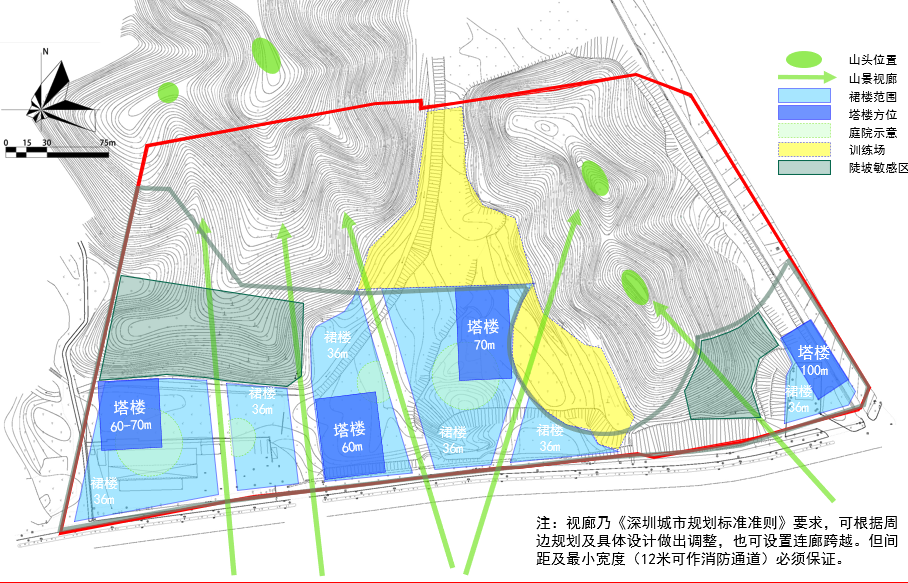 N
0 15 30 75m
山头位置
山景视廊
裙楼范围
塔楼方位
庭院示意
训练场
陡坡敏感区
塔楼
70m
裙楼
36m
塔楼
100m
裙楼
36m
塔楼
60-70m
裙楼
36m
塔楼
60m
裙楼
36m
裙楼
36m
裙楼
36m
注：视廊乃《深圳城市规划标准准则》要求，可根据周
边规划及具体设计做出调整，也可设置连廊跨越。但间
距及最小宽度（12米可作消防通道）必须保证。